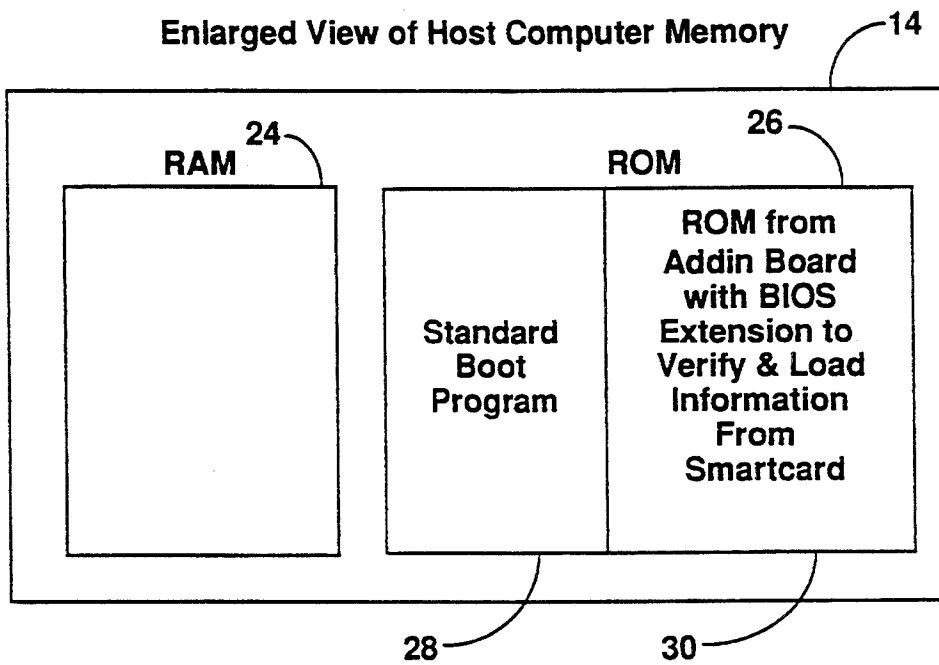 Enlarged View of Host Computer Memory
14
24
26
RAM
ROM
Standard
Boot
Program
ROM from
Addin Board
with BIOS
Extension to
Verify & Load
Information
From
Smartcard
28
30